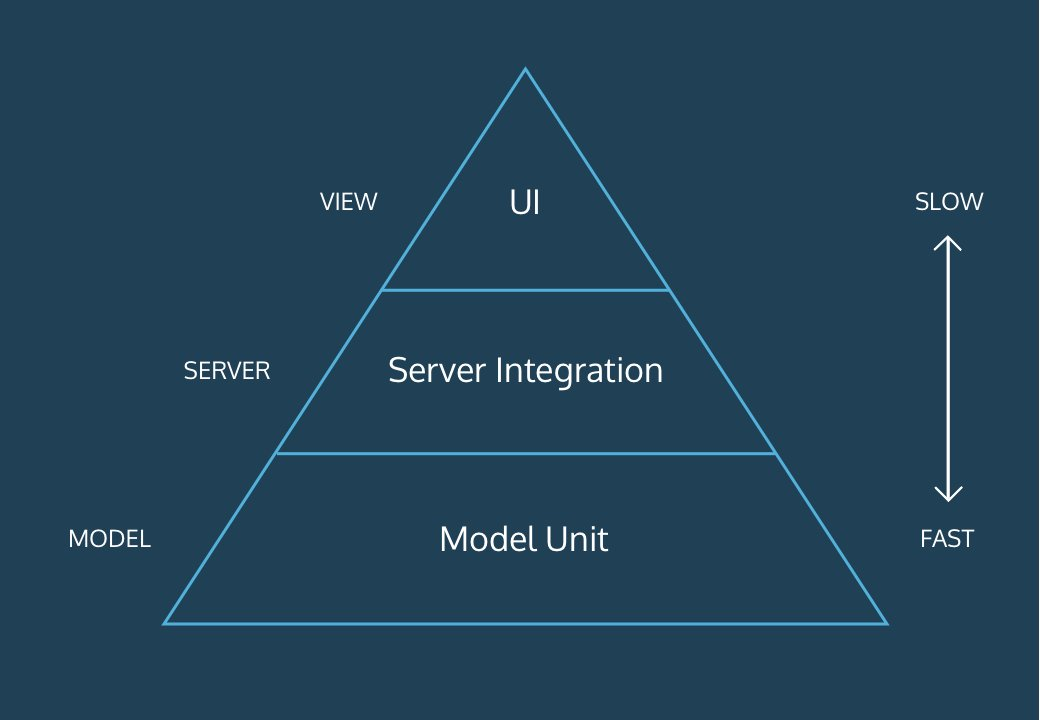 VIEW
UI
SLOW
SERVER
Server Integration
MODEL
Model Unit
FAST